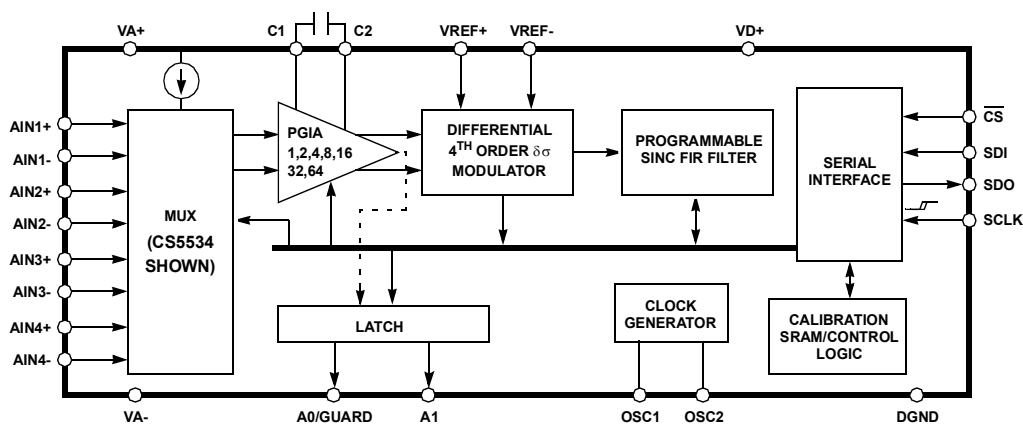 VA+
C1
C2
VREF+
VREF-
VD+
AIN1+
AIN1-
AIN2+
AIN2-
AIN3+
AIN3-
AIN4+
AIN4-
MUX
(CS5534
SHOWN)
PGIA
1,2,4,8,16
32,64
DIFFERENTIAL
4TH ORDER δσ
MODULATOR
PROGRAMMABLE
SINC FIR FILTER
SERIAL
INTERFACE
CS
SDI
SDO
SCLK
LATCH
CLOCK
GENERATOR
CALIBRATION
SRAM/CONTROL
LOGIC
VA-
A0/GUARD
A1
OSC1
OSC2
DGND